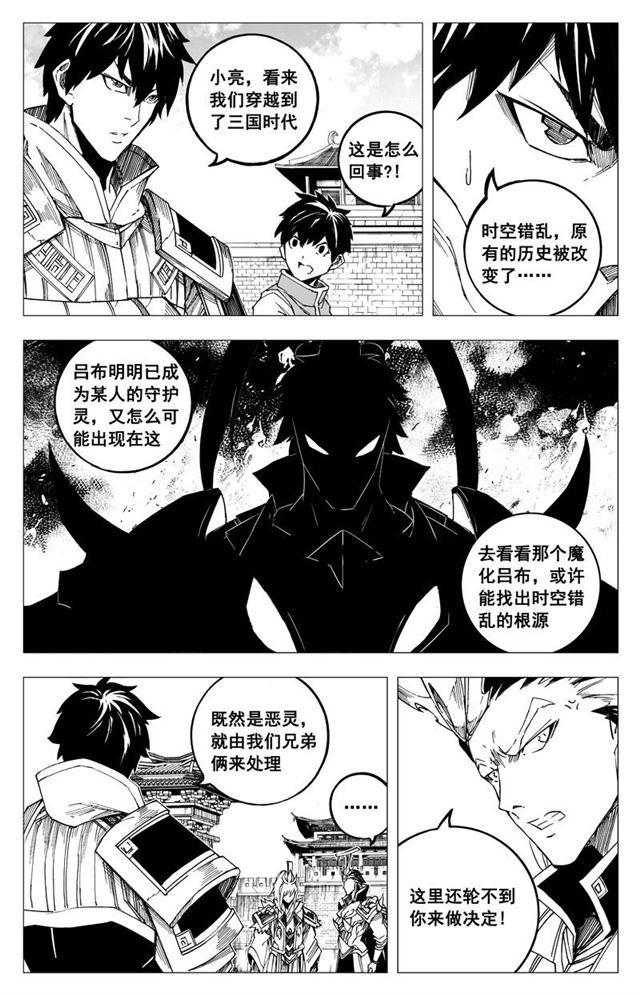 小亮，看来
我们穿越到
了三国时代
这是怎么
回事?!
时空错乱，原
有的历史被改
变了……
吕布明明已成
为某人的守护
灵，又怎么可
能出现在这
去看看那个魔
化吕布，或许
能找出时空错
乱的根源
既然是恶灵，
就由我们兄弟
俩来处理
……
这里还轮不到
你来做决定!